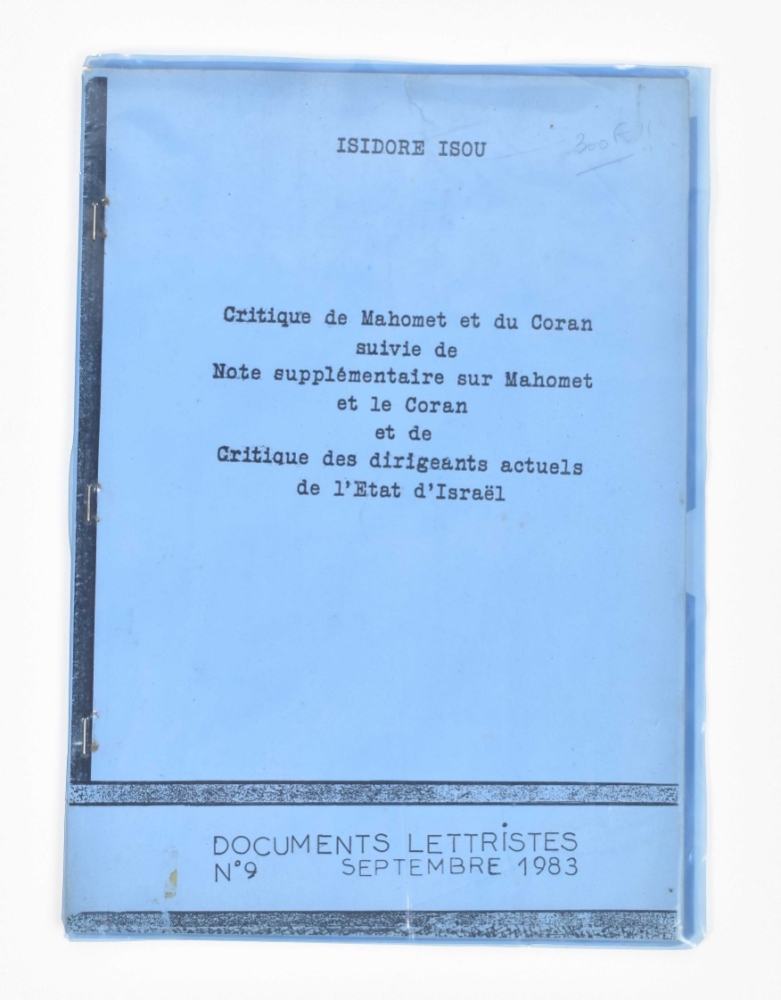 ISIDORE ISOU
300 F
Critique de Mahomet et du Coran
suivie de
Note supplémentaire sur Mahomet
et le Coran
et de
Critique des dirigeants actuels
de l'Etat d'Israël
DOCUMENTS LETTRISTES
N°9 SEPTEMBRE 1983